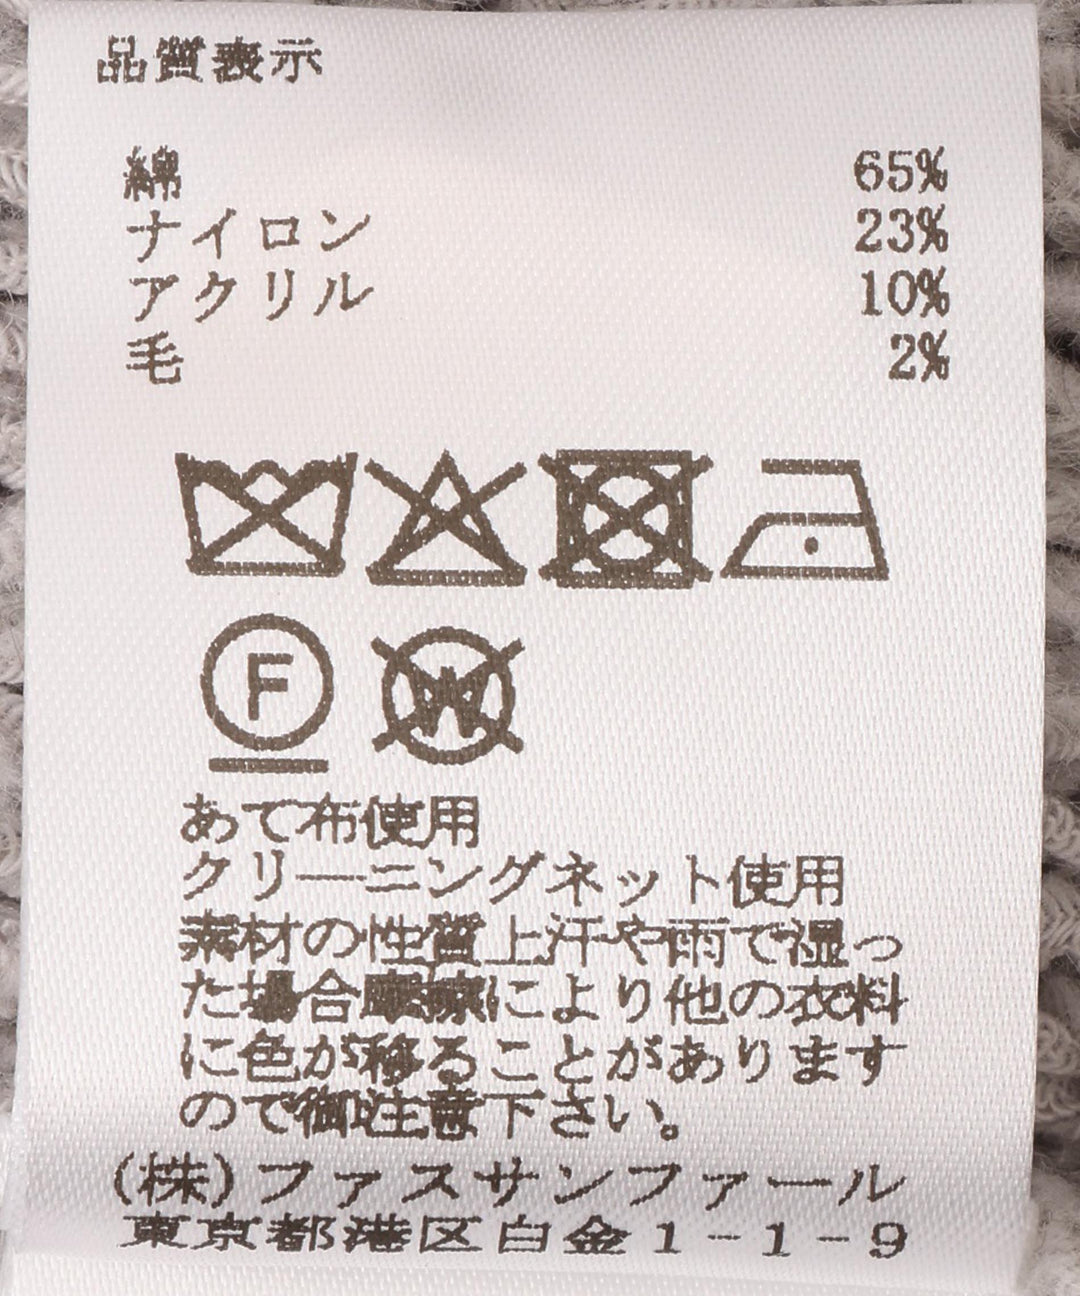 品質表示
綿 65%
ナイロン 23%
アクリル 10%
毛 2%
F W
あて布使用
クリーニングネット使用
素材の性質上汗や雨で湿っ
た場合摩擦により他の衣料
に色が移ることがあります
ので御注意下さい。
(株)ファスサンファール
東京都港区白金1-1-9